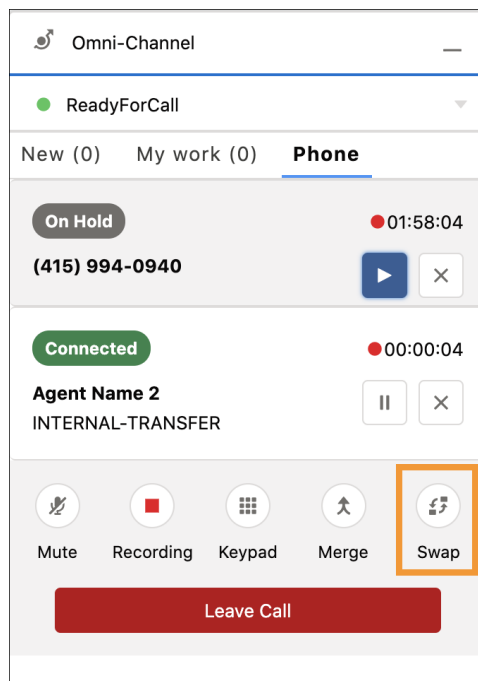 Omni-Channel
ReadyForCall
New (0) My work (0) Phone
On Hold 01:58:04
(415) 994-0940
Connected 00:00:04
Agent Name 2
INTERNAL-TRANSFER
Mute Recording Keypad Merge Swap
Leave Call